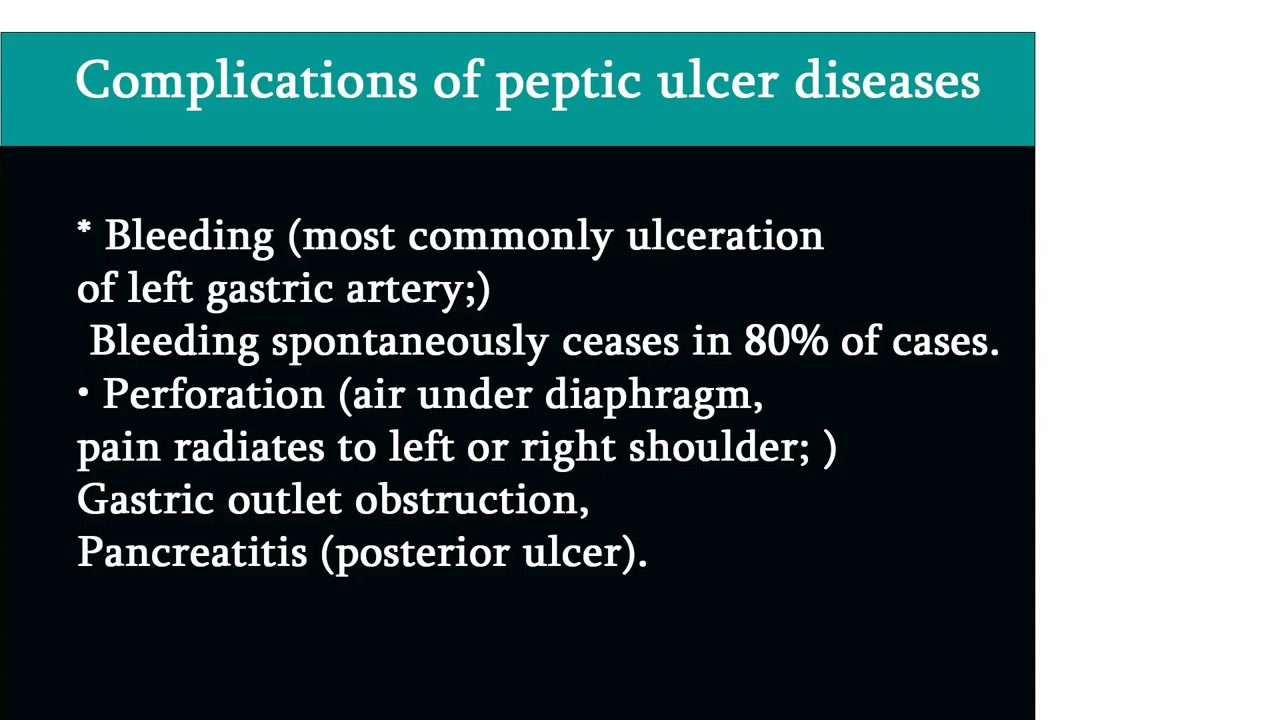 Complications of peptic ulcer diseases
* Bleeding (most commonly ulceration
of left gastric artery;)
Bleeding spontaneously ceases in 80% of cases.
• Perforation (air under diaphragm,
pain radiates to left or right shoulder; )
Gastric outlet obstruction,
Pancreatitis (posterior ulcer).